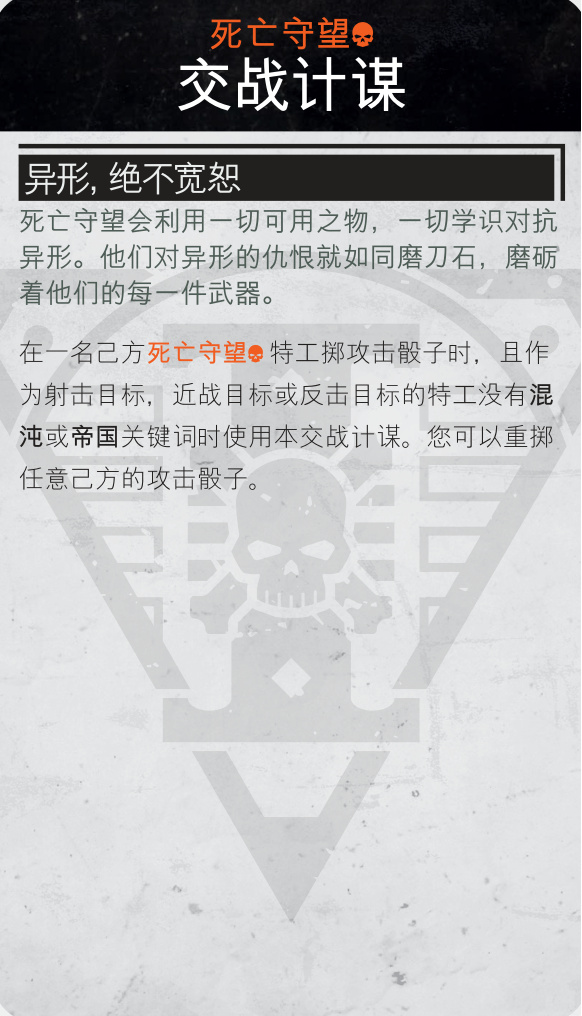 死亡守望
交战计谋
异形, 绝不宽恕
死亡守望会利用一切可用之物，一切学识对抗
异形。他们对异形的仇恨就如同磨刀石，磨砺
着他们的每一件武器。
在一名己方死亡守望 特工掷攻击骰子时，且作
为射击目标，近战目标或反击目标的特工没有混
沌或帝国关键词时使用本交战计谋。您可以重掷
任意己方的攻击骰子。